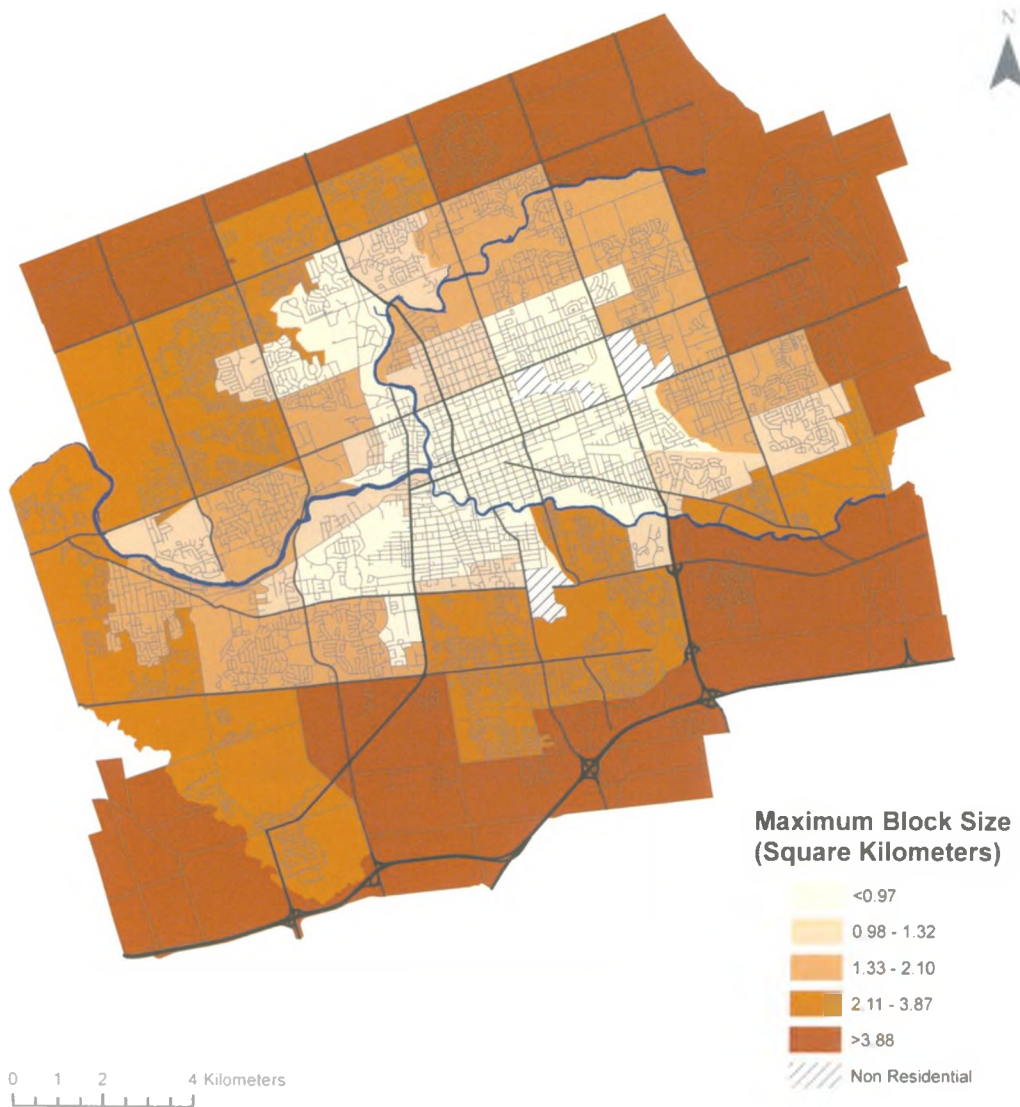 N
Maximum Block Size
(Square Kilometers)
<0.97
0.98 - 1.32
1.33 - 2.10
2.11 - 3.87
>3.88
Non Residential
0 1 2 4 Kilometers